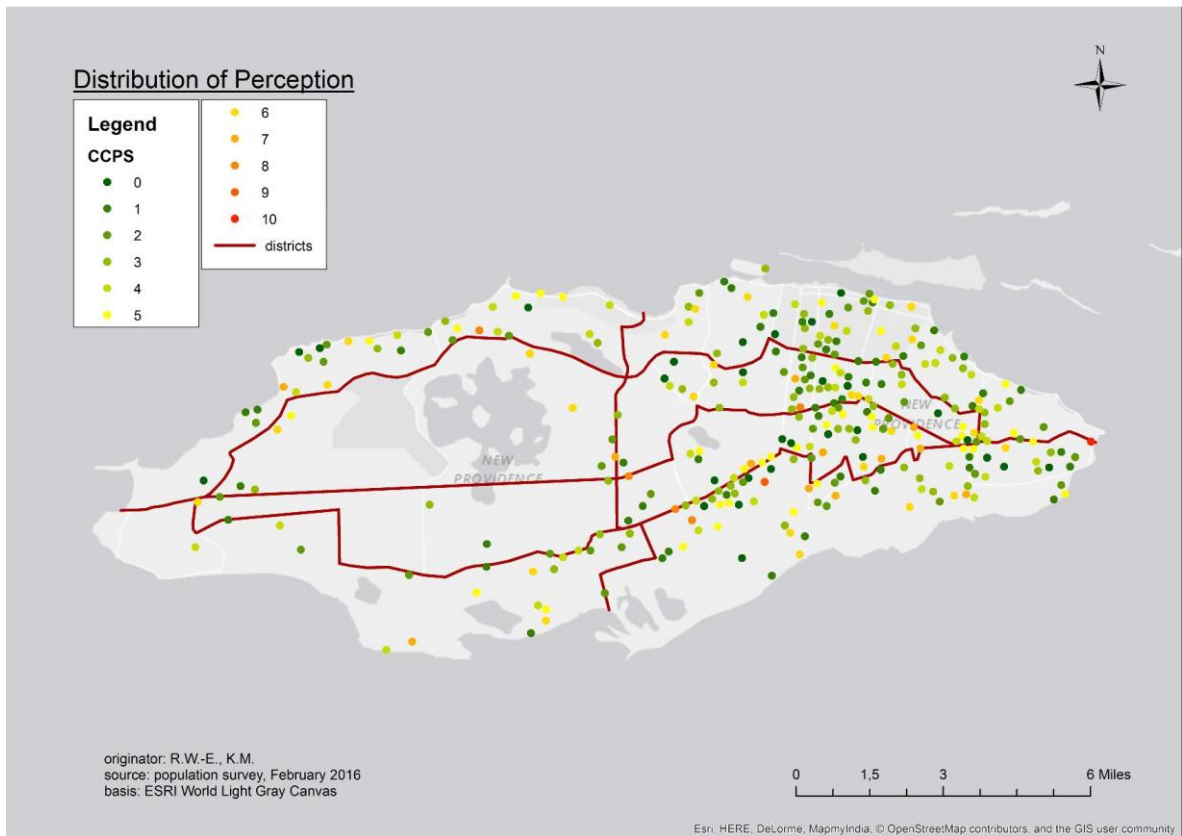 Distribution of Perception
Legend
CCPS
0
1
2
3
4
5
6
7
8
9
10
districts
N
NEW
PROVIDENCE
NEW
PROVIDENCE
originator: R.W.-E., K.M.
source: population survey, February 2016
basis: ESRI World Light Gray Canvas
0 1,5 3 6 Miles
Esri, HERE, DeLorme, MapmyIndia, © OpenStreetMap contributors, and the GIS user community